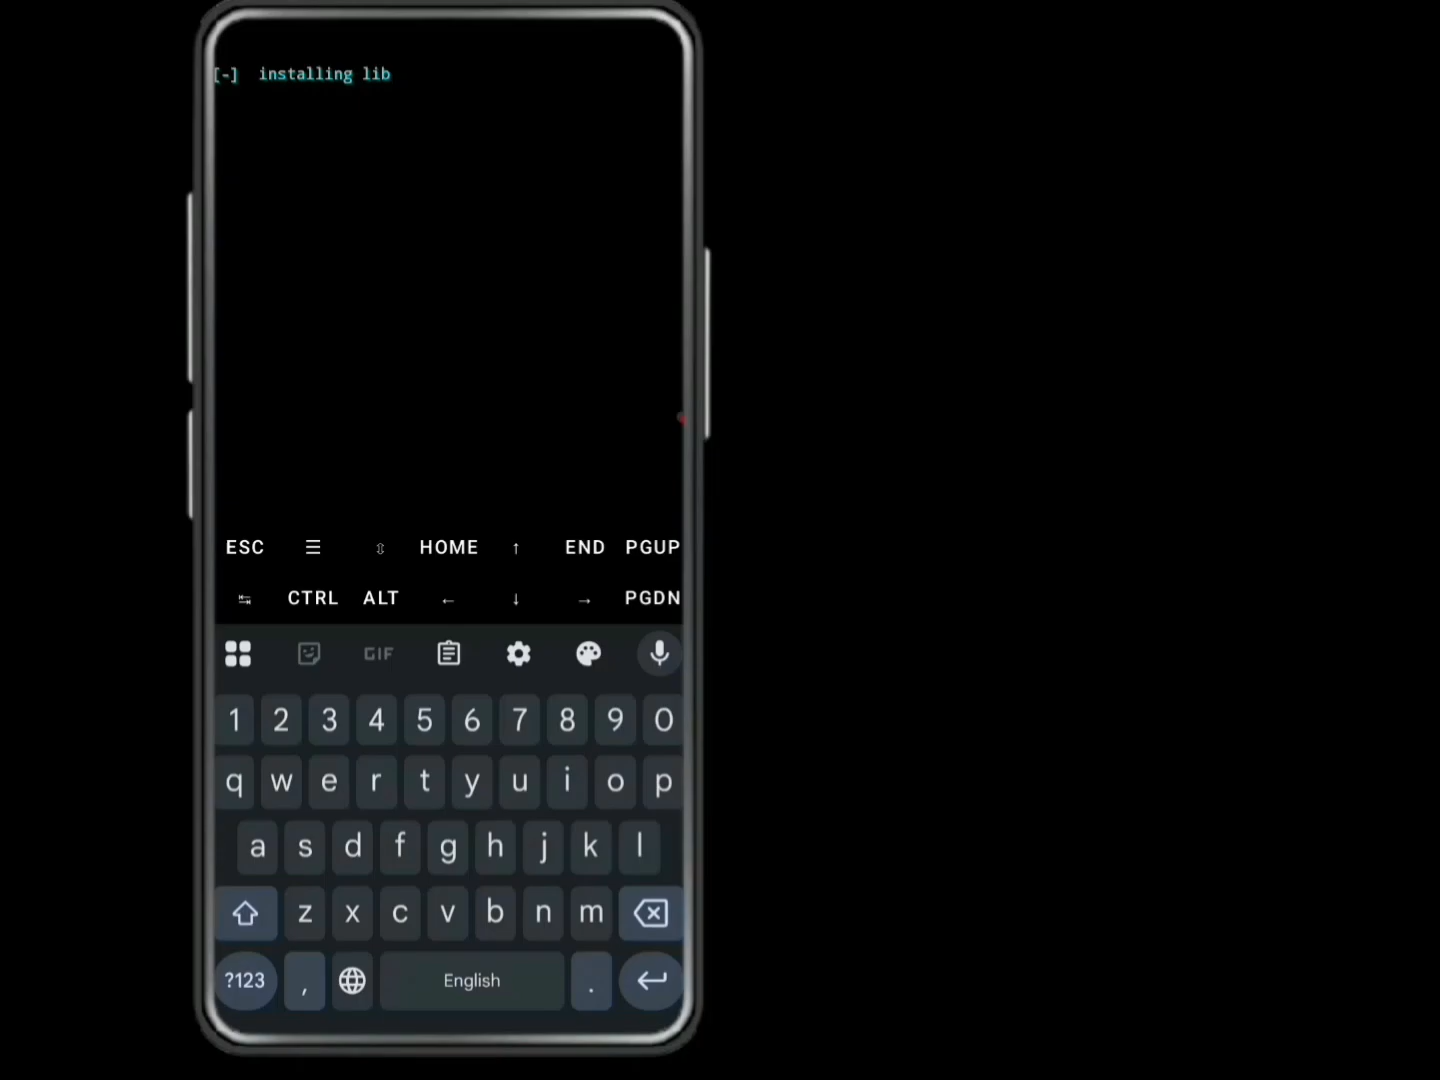 [-] installing lib
ESC ☰ ⇳ HOME ↑ END PGUP
↹ CTRL ALT ← ↓ → PGDN
GIF
1 2 3 4 5 6 7 8 9 0
q w e r t y u i o p
a s d f g h j k l
z x c v b n m
?123 , English .